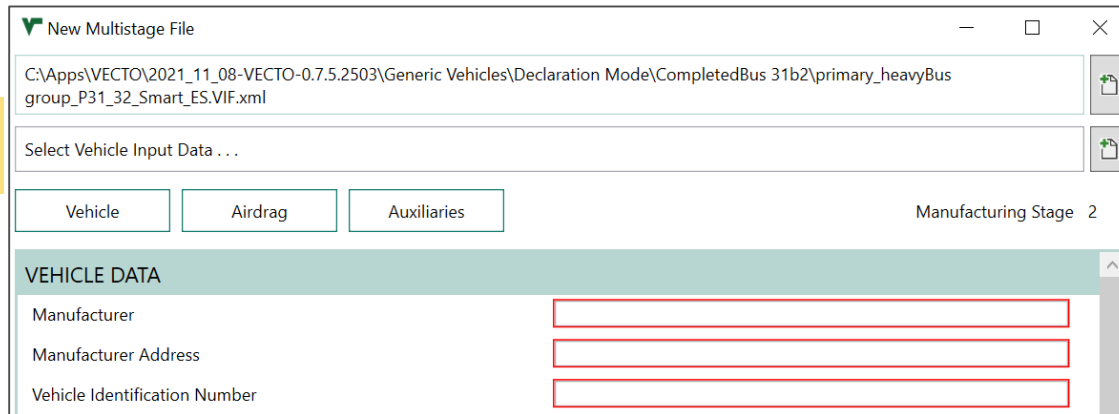 New Multistage File
C:\Apps\VECTO\2021_11_08-VECTO-0.7.5.2503\Generic Vehicles\Declaration Mode\CompletedBus 31b2\primary_heavyBus
group_P31_32_Smart_ES.VIF.xml
Select Vehicle Input Data . . .
Vehicle Airdrag Auxiliaries Manufacturing Stage 2
VEHICLE DATA
Manufacturer
Manufacturer Address
Vehicle Identification Number